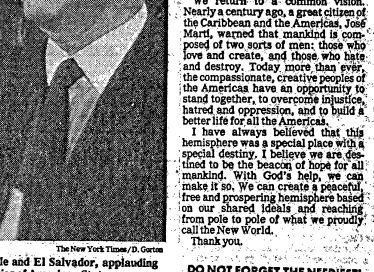 we return to a common vision.
Nearly a century ago, a great citizen of
the Caribbean and the Americas, José
Martí, warned that mankind is com-
posed of two sorts of men: those who
love and create, and those who hate
and destroy. Today more than ever,
the compassionate, creative peoples of
the Americas have an opportunity to
stand together, to overcome injustice,
hatred and oppression, and to build a
better life for all the Americas.
I have always believed that this
hemisphere was a special place with a
special destiny. I believe we are des-
tined to be the beacon of hope for all
mankind. With God's help, we can
make it so. We can create a peaceful,
free and prospering hemisphere based
on our shared ideals and reaching
from pole to pole of what we proudly
call the New World.
Thank you.
The New York Times/D. Gorton
and El Salvador, applauding
DO NOT FORGET THE NEEDIEST!